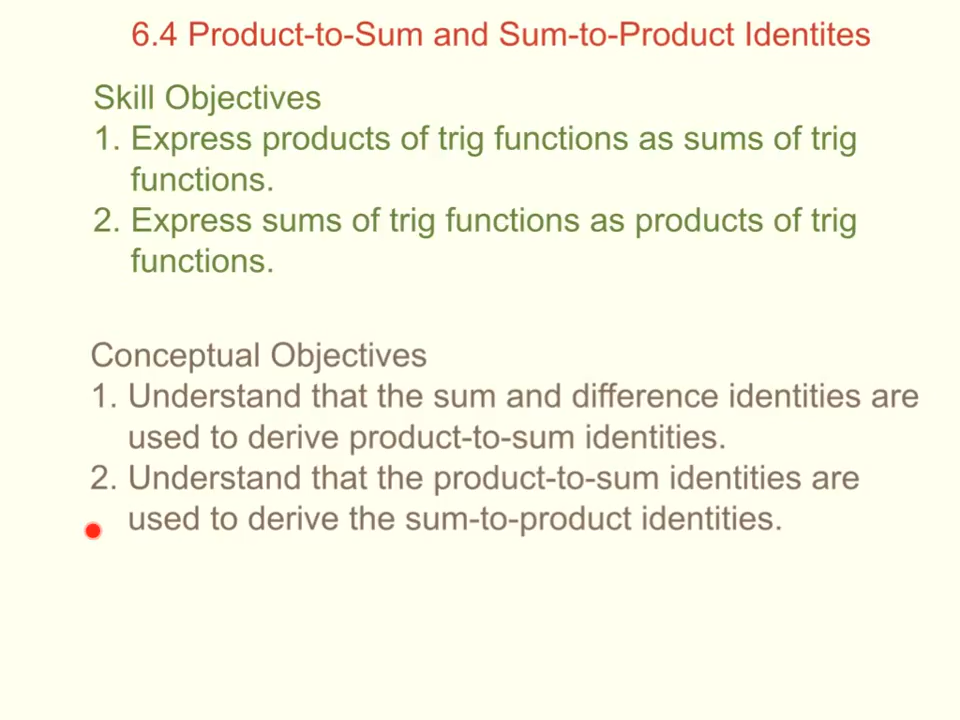 6.4 Product-to-Sum and Sum-to-Product Identites
Skill Objectives
1. Express products of trig functions as sums of trig
functions.
2. Express sums of trig functions as products of trig
functions.
Conceptual Objectives
1. Understand that the sum and difference identities are
used to derive product-to-sum identities.
2. Understand that the product-to-sum identities are
used to derive the sum-to-product identities.